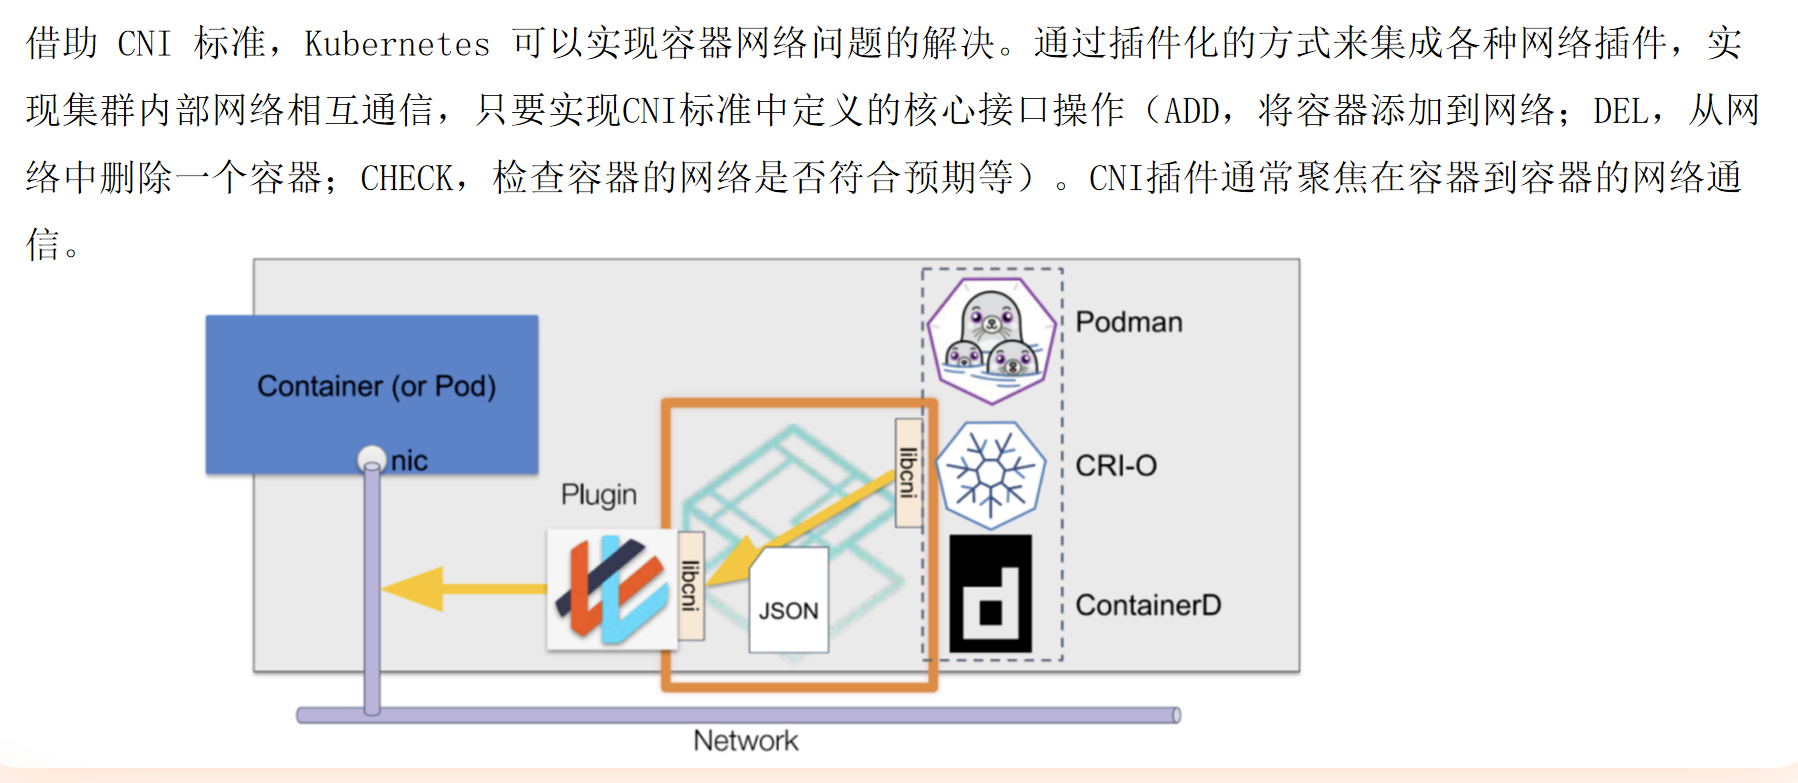 借助 CNI 标准，Kubernetes 可以实现容器网络问题的解决。通过插件化的方式来集成各种网络插件，实
现集群内部网络相互通信，只要实现CNI标准中定义的核心接口操作（ADD，将容器添加到网络；DEL，从网
络中删除一个容器；CHECK，检查容器的网络是否符合预期等）。CNI插件通常聚焦在容器到容器的网络通
信。
Podman
Container (or Pod)
nic
libcni
CRI-O
Plugin
libcni
JSON
ContainerD
Network